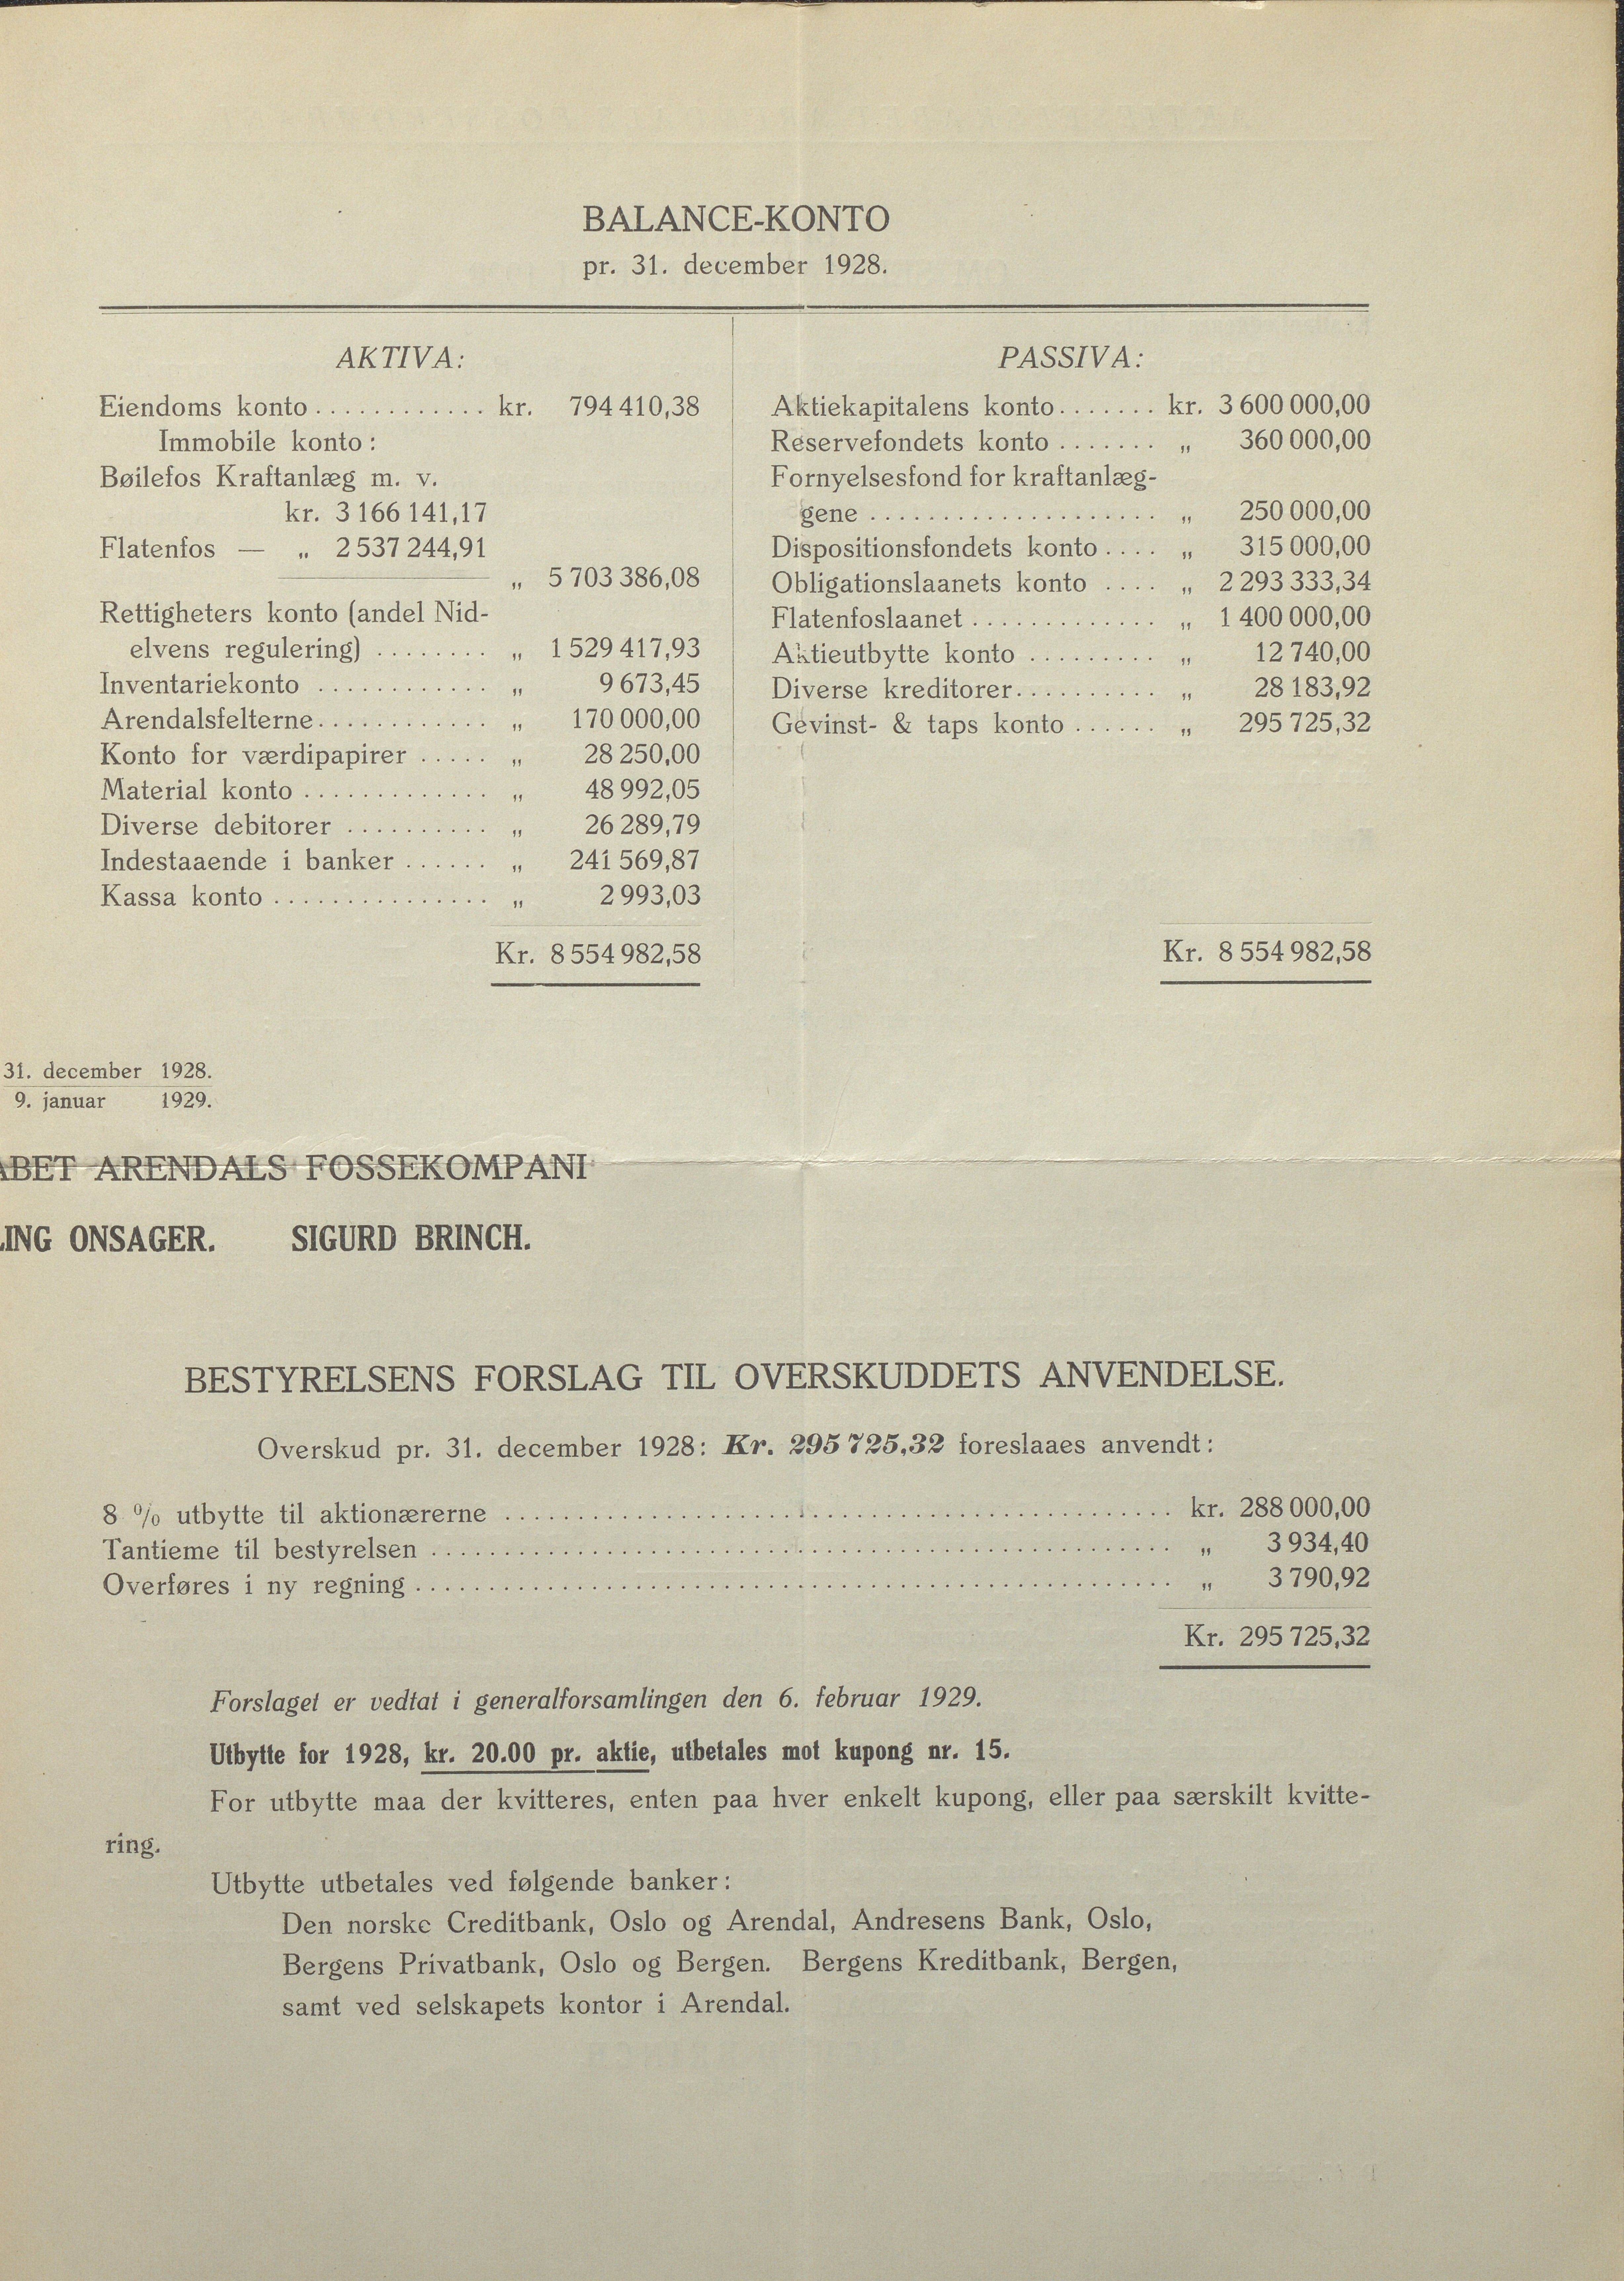 BALANCE-KONTO
pr. 31. december 1928.
AKTIVA:
Eiendoms konto ............ kr. 794 410,38
Immobile konto :
Bøilefos Kraftanlæg m. v.
kr. 3 166 141,17
Flatenfos — „ 2 537 244,91
„ 5 703 386,08
Rettigheters konto (andel Nid-
elvens regulering) ........ „ 1 529 417,93
Inventariekonto ............ „ 9 673,45
Arendalsfelterne............ „ 170 000,00
Konto for værdipapirer ..... „ 28 250,00
Material konto ............. „ 48 992,05
Diverse debitorer .......... „ 26 289,79
Indestaaende i banker ...... „ 241 569,87
Kassa konto ............... „ 2 993,03
Kr. 8 554 982,58
PASSIVA:
Aktiekapitalens konto....... kr. 3 600 000,00
Reservefondets konto ....... „ 360 000,00
Fornyelsesfond for kraftanlæg-
gene .................... „ 250 000,00
Dispositionsfondets konto.... „ 315 000,00
Obligationslaanets konto .... „ 2 293 333,34
Flatenfoslaanet ............. „ 1 400 000,00
Aktieutbytte konto ......... „ 12 740,00
Diverse kreditorer.......... „ 28 183,92
Gevinst- & taps konto ...... „ 295 725,32
Kr. 8 554 982,58
31. december 1928.
9. januar 1929.
ABET ARENDALS FOSSEKOMPANI
LING ONSAGER. SIGURD BRINCH.
BESTYRELSENS FORSLAG TIL OVERSKUDDETS ANVENDELSE.
Overskud pr. 31. december 1928: Kr. 295 725,32 foreslaaes anvendt :
8 % utbytte til aktionærerne ............................................. kr. 288 000,00
Tantieme til bestyrelsen .................................................. „ 3 934,40
Overføres i ny regning ................................................... „ 3 790,92
Kr. 295 725,32
Forslaget er vedtat i generalforsamlingen den 6. februar 1929.
Utbytte for 1928, kr. 20.00 pr. aktie, utbetales mot kupong nr. 15.
For utbytte maa der kvitteres, enten paa hver enkelt kupong, eller paa særskilt kvitte-
ring.
Utbytte utbetales ved følgende banker :
Den norske Creditbank, Oslo og Arendal, Andresens Bank, Oslo,
Bergens Privatbank, Oslo og Bergen. Bergens Kreditbank, Bergen,
samt ved selskapets kontor i Arendal.